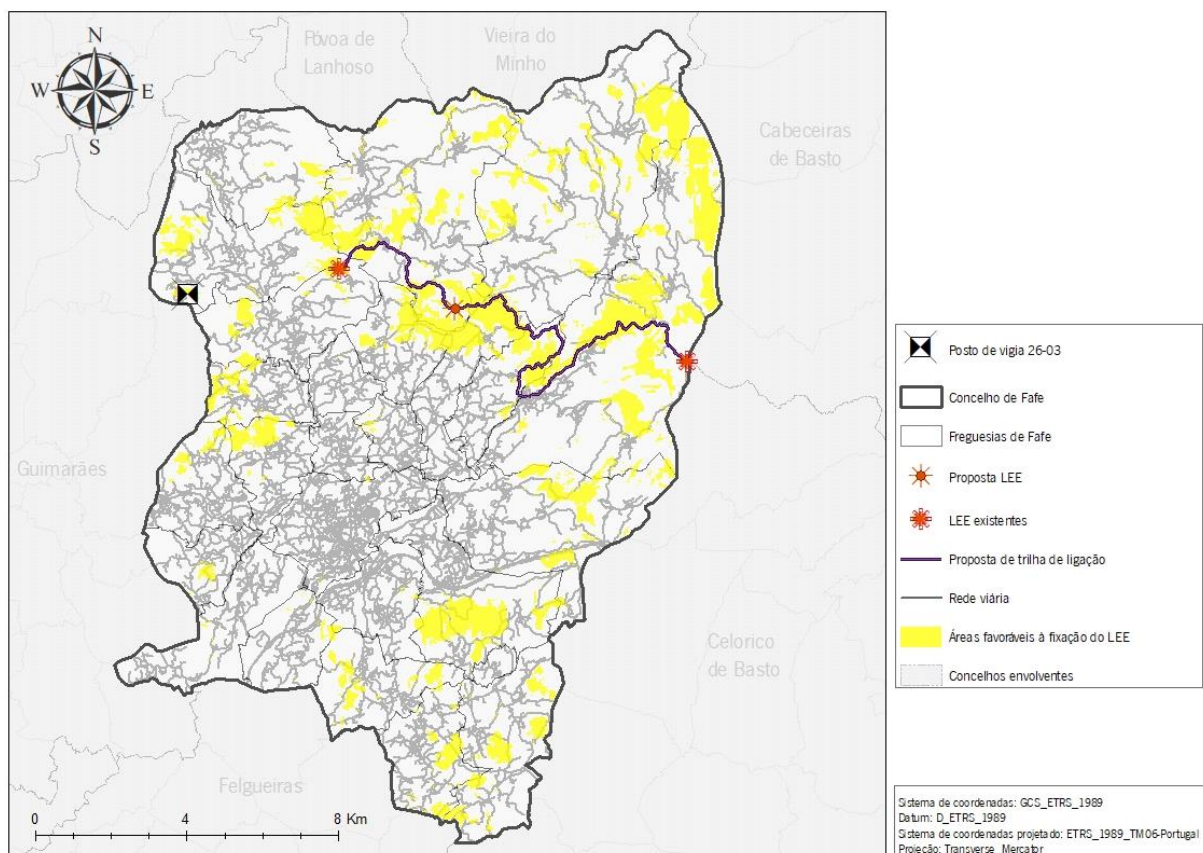 N
W
E
S
Póvoa de
Lanhoso
Vieira do
Minho
Cabeceiras
de Basto
Guimarães
Celorico
de Basto
Felgueiras
0 4 8 Km
Posto de vigia 26-03
Concelho de Fafe
Freguesias de Fafe
Proposta LEE
LEE existentes
Proposta de trilha de ligação
Rede viária
Áreas favoráveis à fixação do LEE
Concelhos envolventes
Sistema de coordenadas: GCS_ETRS_1989
Datum: D_ETRS_1989
Sistema de coordenadas projetado: ETRS_1989_TM06-Portugal
Projeção: Transverse_Mercator